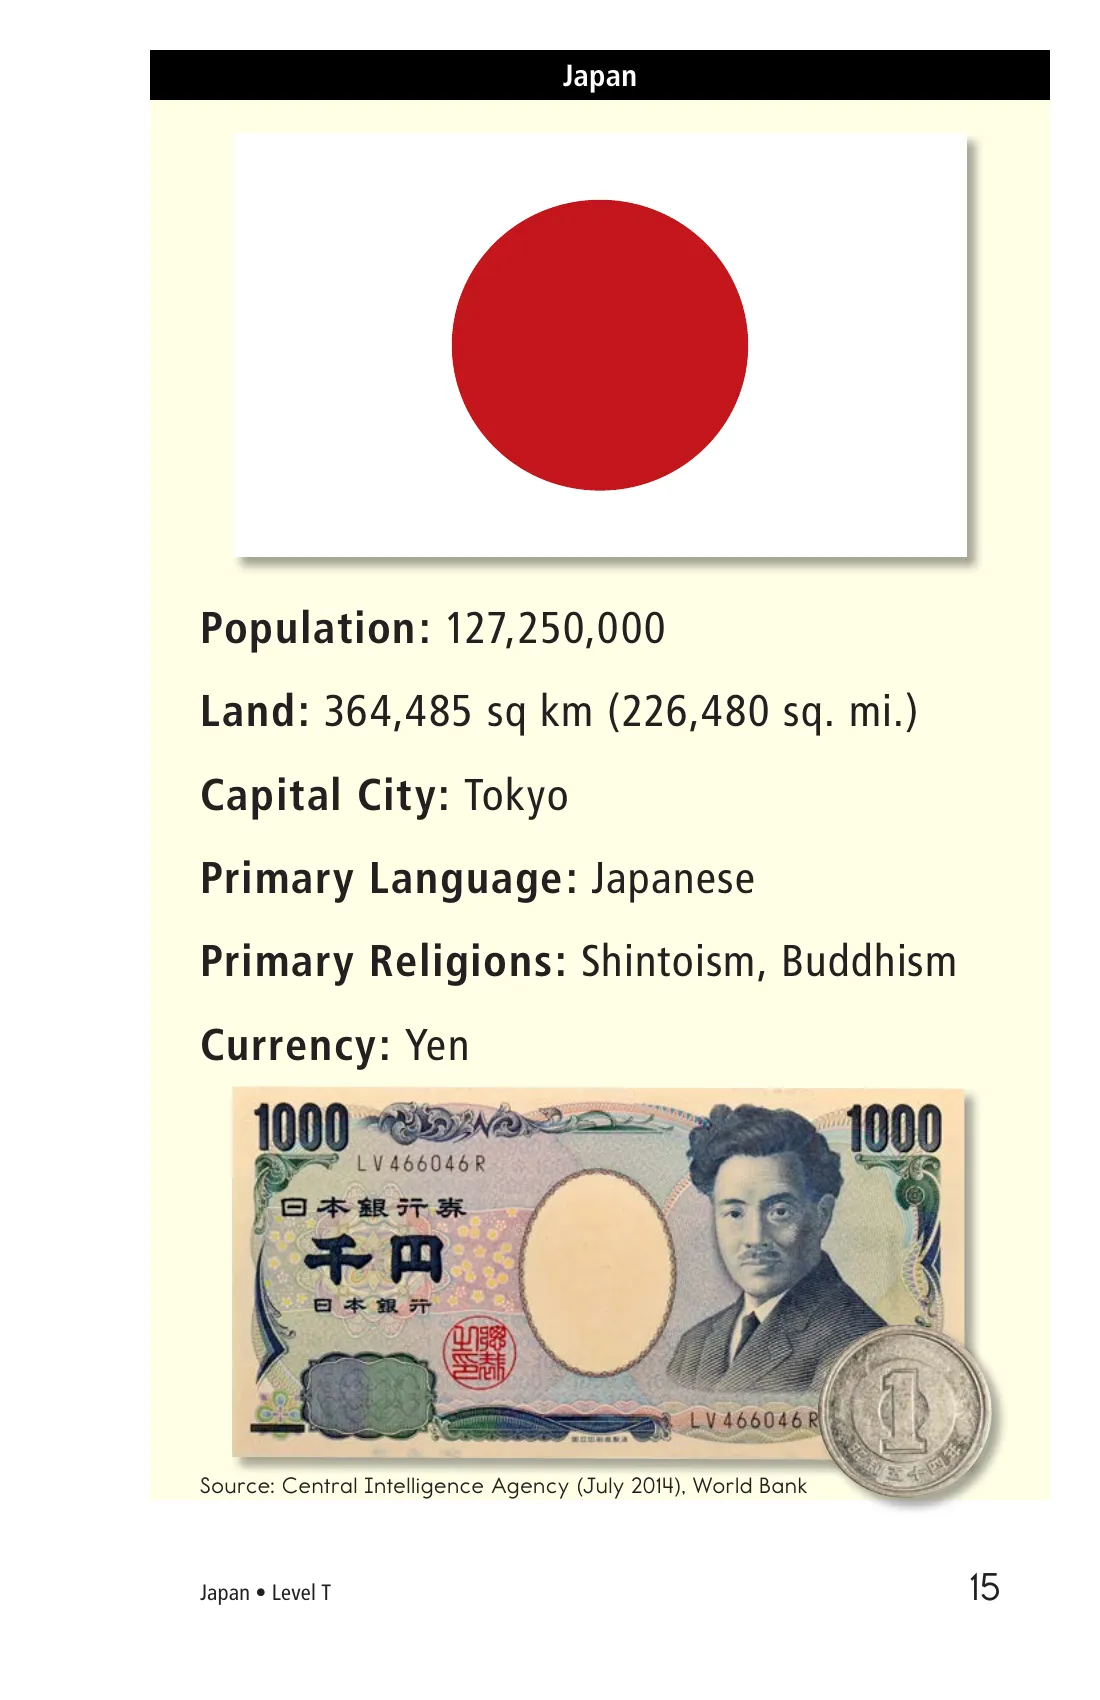 Japan
Population: 127,250,000
Land: 364,485 sq km (226,480 sq. mi.)
Capital City: Tokyo
Primary Language: Japanese
Primary Religions: Shintoism, Buddhism
Currency: Yen
1000 1000
LV466046R
日本銀行券
千円
日本銀行
LV466046R
1
Source: Central Intelligence Agency (July 2014), World Bank
Japan • Level T 15